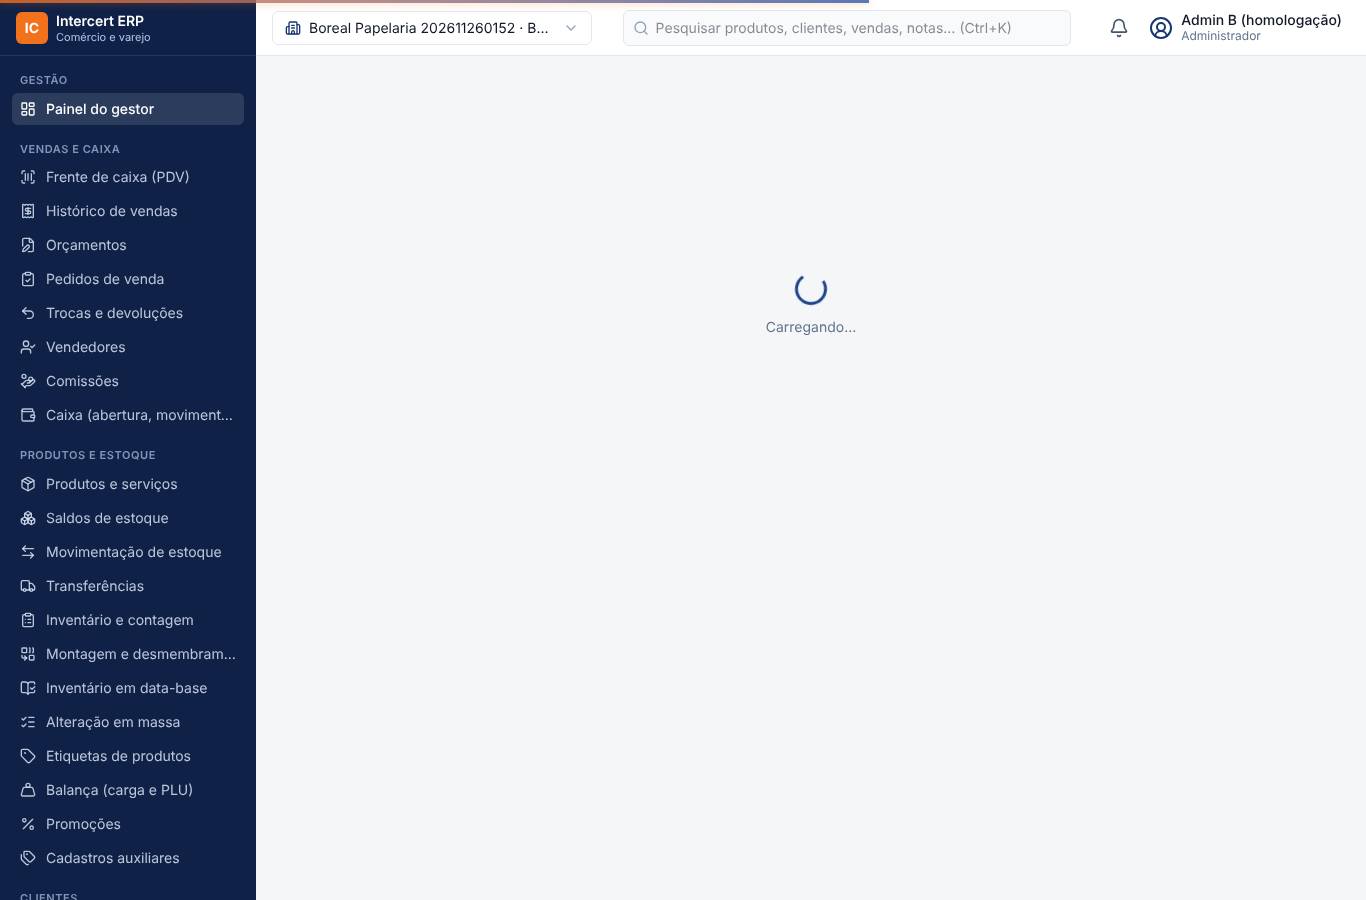 IC
Intercert ERP
Comércio e varejo
Boreal Papelaria 202611260152 · B...
Pesquisar produtos, clientes, vendas, notas... (Ctrl+K)
Admin B (homologação)
Administrador
GESTÃO
Painel do gestor
VENDAS E CAIXA
Frente de caixa (PDV)
Histórico de vendas
Orçamentos
Pedidos de venda
Trocas e devoluções
Vendedores
Comissões
Caixa (abertura, moviment...
PRODUTOS E ESTOQUE
Produtos e serviços
Saldos de estoque
Movimentação de estoque
Transferências
Inventário e contagem
Montagem e desmembram...
Inventário em data-base
Alteração em massa
Etiquetas de produtos
Balança (carga e PLU)
Promoções
Cadastros auxiliares
CLIENTES
Carregando...